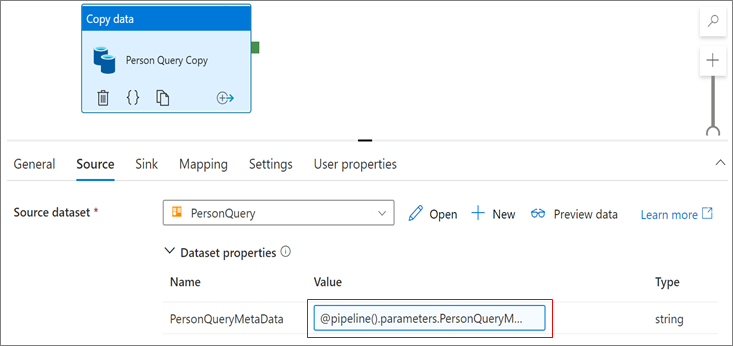 Copy data
Person Query Copy
{}
General Source Sink Mapping Settings User properties
Source dataset * PersonQuery Open New Preview data Learn more
Dataset properties
Name Value Type
PersonQueryMetaData @pipeline().parameters.PersonQueryM... string